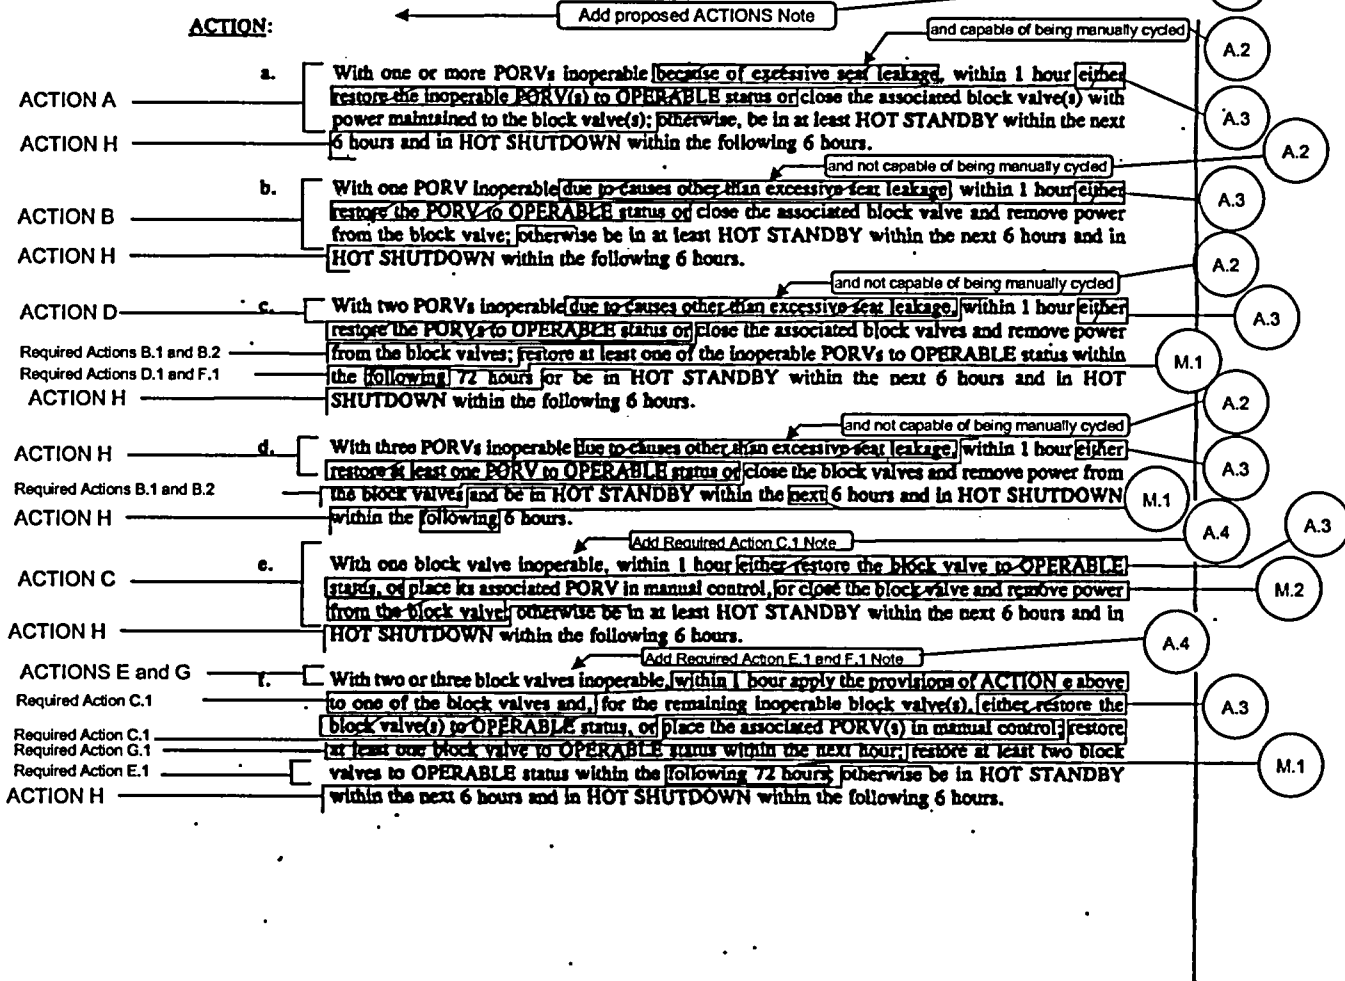 Add proposed ACTIONS Note
ACTION:
and capable of being manually cycled
A.2
a. With one or more PORVs inoperable because of excessive seat leakage, within 1 hour either
ACTION A restore the inoperable PORV(s) to OPERABLE status or close the associated block valve(s) with
power maintained to the block valve(s); otherwise, be in at least HOT STANDBY within the next
A.3
ACTION H 6 hours and in HOT SHUTDOWN within the following 6 hours.
and not capable of being manually cycled
A.2
b. With one PORV inoperable due to causes other than excessive seat leakage, within 1 hour either
A.3
ACTION B restore the PORV to OPERABLE status or close the associated block valve and remove power
from the block valve; otherwise be in at least HOT STANDBY within the next 6 hours and in
ACTION H HOT SHUTDOWN within the following 6 hours.
A.2
and not capable of being manually cycled
ACTION D c. With two PORVs inoperable due to causes other than excessive seat leakage, within 1 hour either
A.3
restore the PORVs to OPERABLE status or close the associated block valves and remove power
Required Actions B.1 and B.2 from the block valves; restore at least one of the inoperable PORVs to OPERABLE status within
M.1
Required Actions D.1 and F.1 the following 72 hours or be in HOT STANDBY within the next 6 hours and in HOT
ACTION H SHUTDOWN within the following 6 hours.
A.2
and not capable of being manually cycled
ACTION H d. With three PORVs inoperable due to causes other than excessive seat leakage, within 1 hour either
A.3
restore at least one PORV to OPERABLE status or close the block valves and remove power from
Required Actions B.1 and B.2 the block valves and be in HOT STANDBY within the next 6 hours and in HOT SHUTDOWN
M.1
ACTION H within the following 6 hours.
A.4
A.3
Add Required Action C.1 Note
e. With one block valve inoperable, within 1 hour either restore the block valve to OPERABLE
ACTION C status, or place its associated PORV in manual control, or close the block valve and remove power
M.2
from the block valve; otherwise be in at least HOT STANDBY within the next 6 hours and in
ACTION H HOT SHUTDOWN within the following 6 hours.
A.4
Add Required Action E.1 and F.1 Note
ACTIONS E and G f. With two or three block valves inoperable, within 1 hour apply the provisions of ACTION e above
Required Action C.1 to one of the block valves and, for the remaining inoperable block valve(s), either restore the
A.3
block valve(s) to OPERABLE status, or place the associated PORV(s) in manual control; restore
Required Action C.1
Required Action G.1 at least one block valve to OPERABLE status within the next hour; restore at least two block
Required Action E.1 valves to OPERABLE status within the following 72 hours; otherwise be in HOT STANDBY
M.1
ACTION H within the next 6 hours and in HOT SHUTDOWN within the following 6 hours.